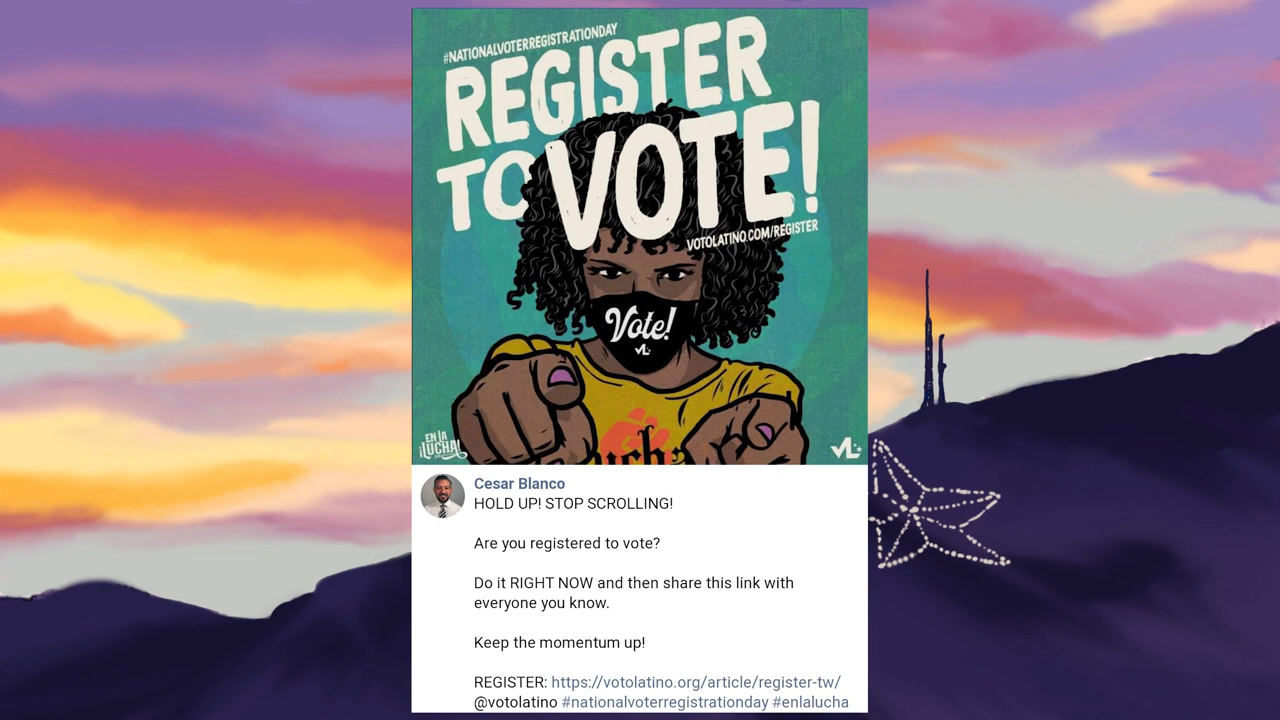 #NATIONALVOTERREGISTRATIONDAY
REGISTER
TO VOTE!
VOTOLATINO.COM/REGISTER
Vote!
VL
EN LA
¡LUCHA!
VL
Cesar Blanco
HOLD UP! STOP SCROLLING!
Are you registered to vote?
Do it RIGHT NOW and then share this link with
everyone you know.
Keep the momentum up!
REGISTER: https://votolatino.org/article/register-tw/
@votolatino #nationalvoterregistrationday #enlalucha